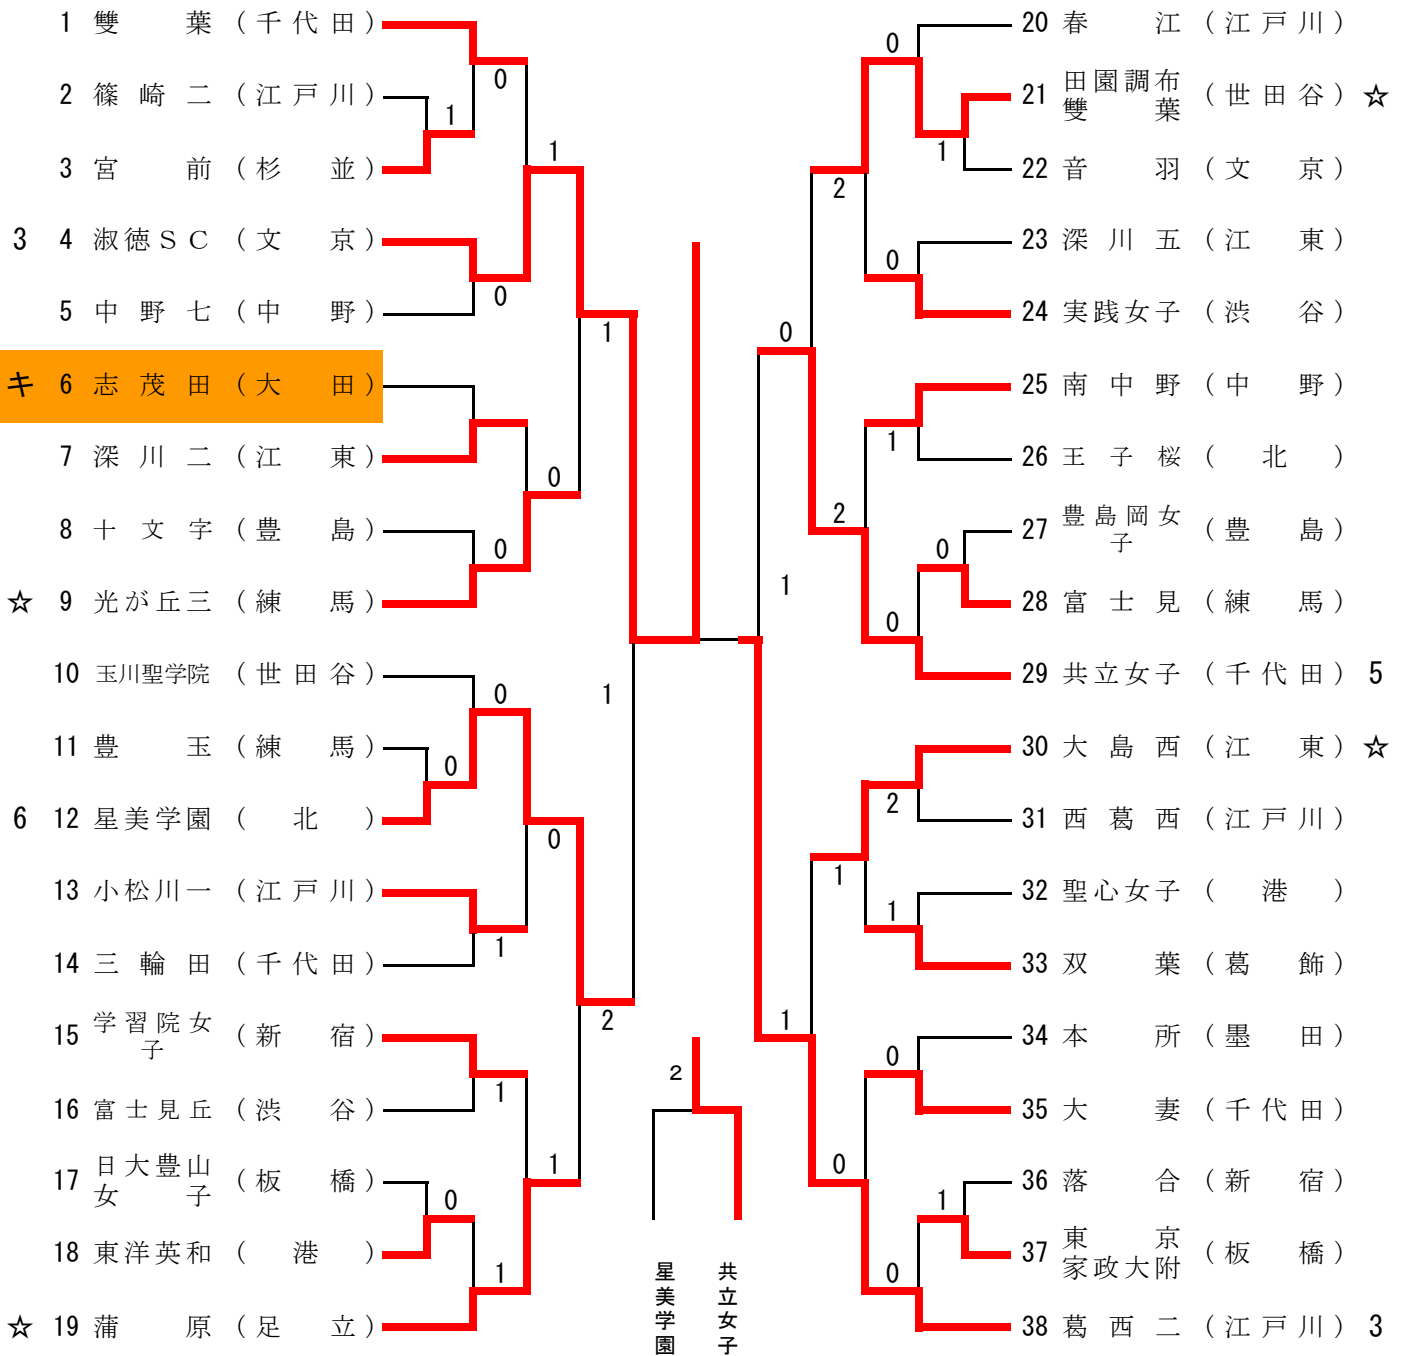 1 雙葉（千代田）
0
2 篠崎二（江戸川）
1
3 宮前（杉並）
1
3 4 淑徳ＳＣ（文京）
0
5 中野七（中野）
1
キ 6 志茂田（大田）
7 深川二（江東）
0
8 十文字（豊島）
0
☆ 9 光が丘三（練馬）
10 玉川聖学院（世田谷）
0
1
11 豊玉（練馬）
0
6 12 星美学園（北）
0
13 小松川一（江戸川）
1
14 三輪田（千代田）
15 学習院女子（新宿）
2
1
16 富士見丘（渋谷）
17 日大豊山女子（板橋）
1
0
18 東洋英和（港）
1
☆ 19 蒲原（足立）
20 春江（江戸川）
0
21 田園調布雙葉（世田谷）☆
1
22 音羽（文京）
2
23 深川五（江東）
0
24 実践女子（渋谷）
0
25 南中野（中野）
1
26 王子桜（北）
2
27 豊島岡女子（豊島）
0
28 富士見（練馬）
1
0
29 共立女子（千代田）5
30 大島西（江東）☆
2
31 西葛西（江戸川）
1
32 聖心女子（港）
1
33 双葉（葛飾）
1
34 本所（墨田）
0
35 大妻（千代田）
0
36 落合（新宿）
1
37 東京家政大附（板橋）
0
38 葛西二（江戸川）3
2
星美学園
共立女子